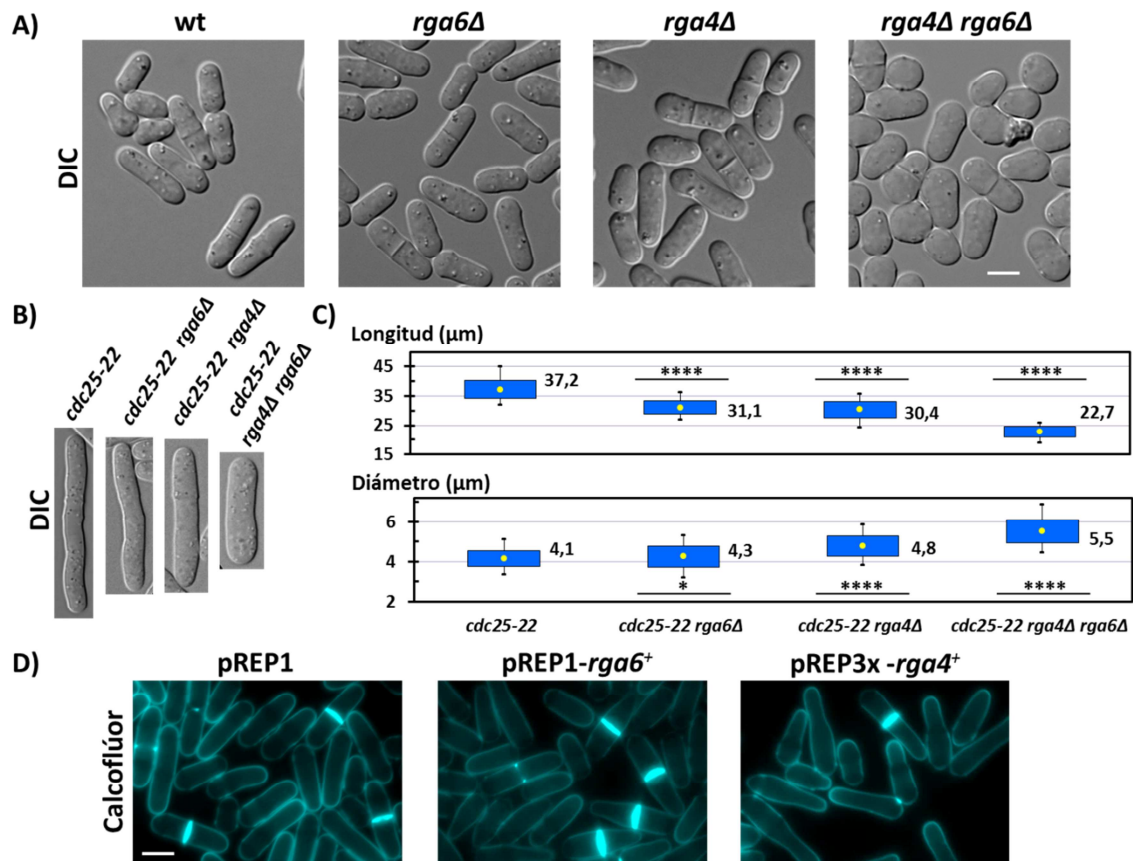 A)
wt
rga6Δ
rga4Δ
rga4Δ rga6Δ
DIC
B)
cdc25-22
cdc25-22 rga6Δ
cdc25-22 rga4Δ
cdc25-22
rga4Δ rga6Δ
DIC
C)
Longitud (µm)
45
35
25
15
37,2
****
31,1
****
30,4
****
22,7
Diámetro (µm)
6
4
2
4,1
4,3
*
4,8
****
5,5
****
cdc25-22
cdc25-22 rga6Δ
cdc25-22 rga4Δ
cdc25-22 rga4Δ rga6Δ
D)
pREP1
pREP1-rga6⁺
pREP3x -rga4⁺
Calcoflúor